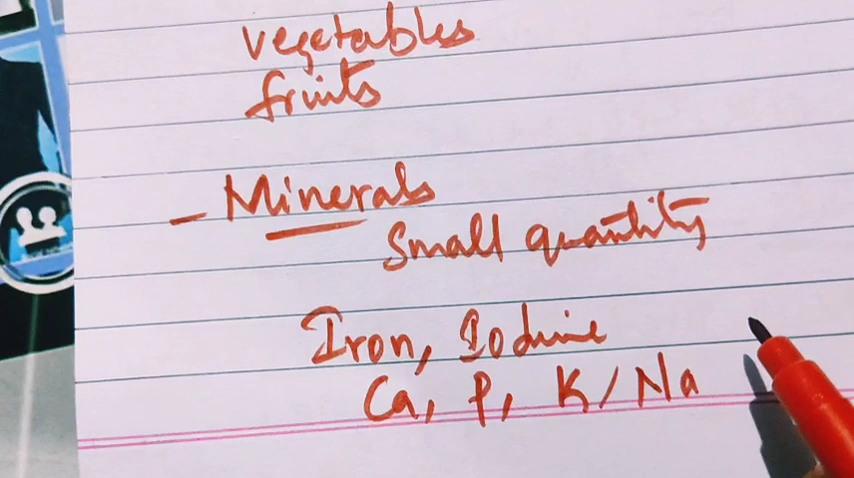 vegetables
fruits
- Minerals
Small quantity
Iron, Iodine
Ca, P, K/Na